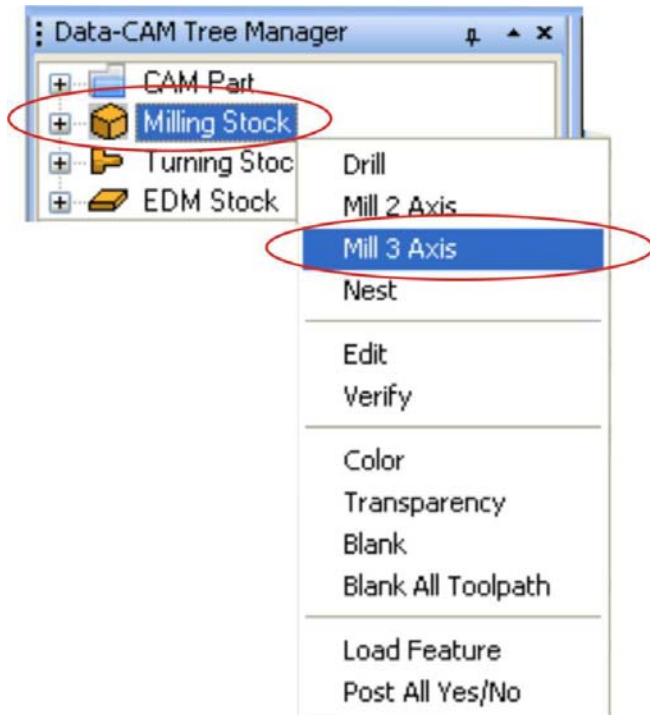 Data-CAM Tree Manager
CAM Part
Milling Stock
Turning Stoc
EDM Stock
Drill
Mill 2 Axis
Mill 3 Axis
Nest
Edit
Verify
Color
Transparency
Blank
Blank All Toolpath
Load Feature
Post All Yes/No